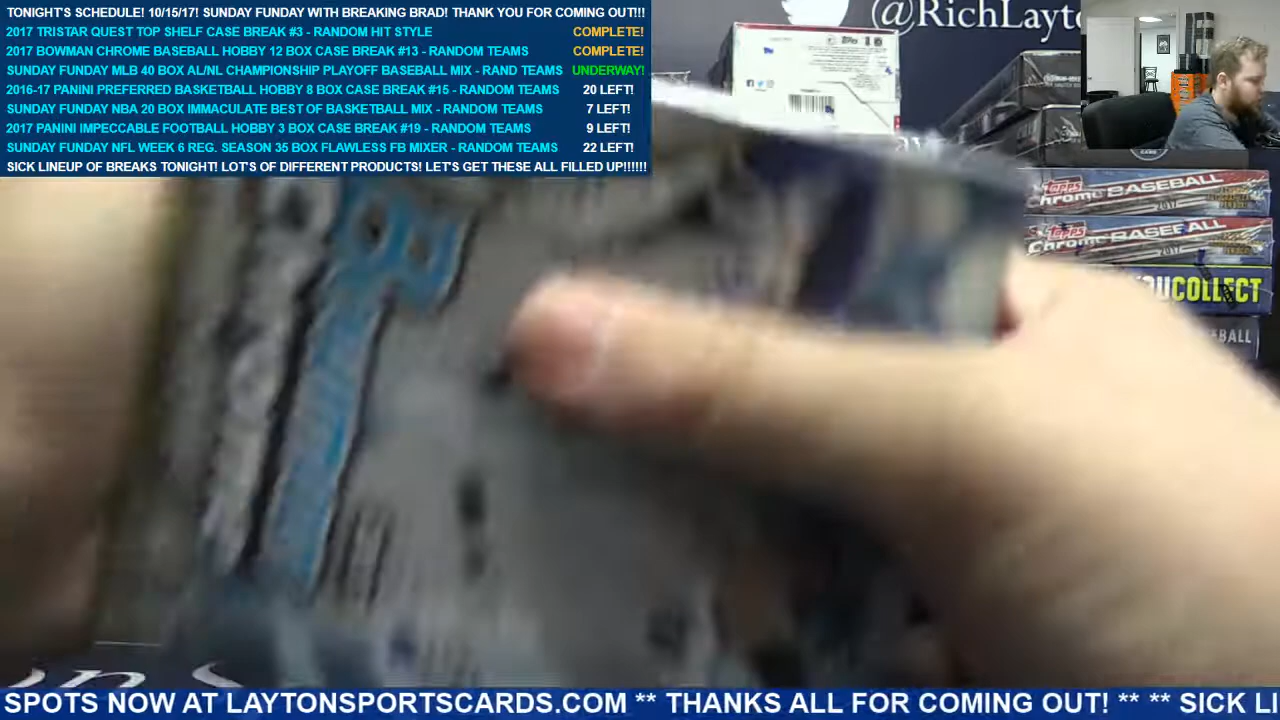 TONIGHT'S SCHEDULE! 10/15/17! SUNDAY FUNDAY WITH BREAKING BRAD! THANK YOU FOR COMING OUT!!!
2017 TRISTAR QUEST TOP SHELF CASE BREAK #3 - RANDOM HIT STYLE COMPLETE!
2017 BOWMAN CHROME BASEBALL HOBBY 12 BOX CASE BREAK #13 - RANDOM TEAMS COMPLETE!
SUNDAY FUNDAY MLB 40 BOX AL/NL CHAMPIONSHIP PLAYOFF BASEBALL MIX - RAND TEAMS UNDERWAY!
2016-17 PANINI PREFERRED BASKETBALL HOBBY 8 BOX CASE BREAK #15 - RANDOM TEAMS 20 LEFT!
SUNDAY FUNDAY NBA 20 BOX IMMACULATE BEST OF BASKETBALL MIX - RANDOM TEAMS 7 LEFT!
2017 PANINI IMPECCABLE FOOTBALL HOBBY 3 BOX CASE BREAK #19 - RANDOM TEAMS 9 LEFT!
SUNDAY FUNDAY NFL WEEK 6 REG. SEASON 35 BOX FLAWLESS FB MIXER - RANDOM TEAMS 22 LEFT!
SICK LINEUP OF BREAKS TONIGHT! LOT'S OF DIFFERENT PRODUCTS! LET'S GET THESE ALL FILLED UP!!!!!!
@RichLayto
Topps
Chrome BASEBALL
2017
Topps
Chrome BASEBALL
2017
OUCOLLECT
BALL
SPOTS NOW AT LAYTONSPORTSCARDS.COM ** THANKS ALL FOR COMING OUT! ** ** SICK LI